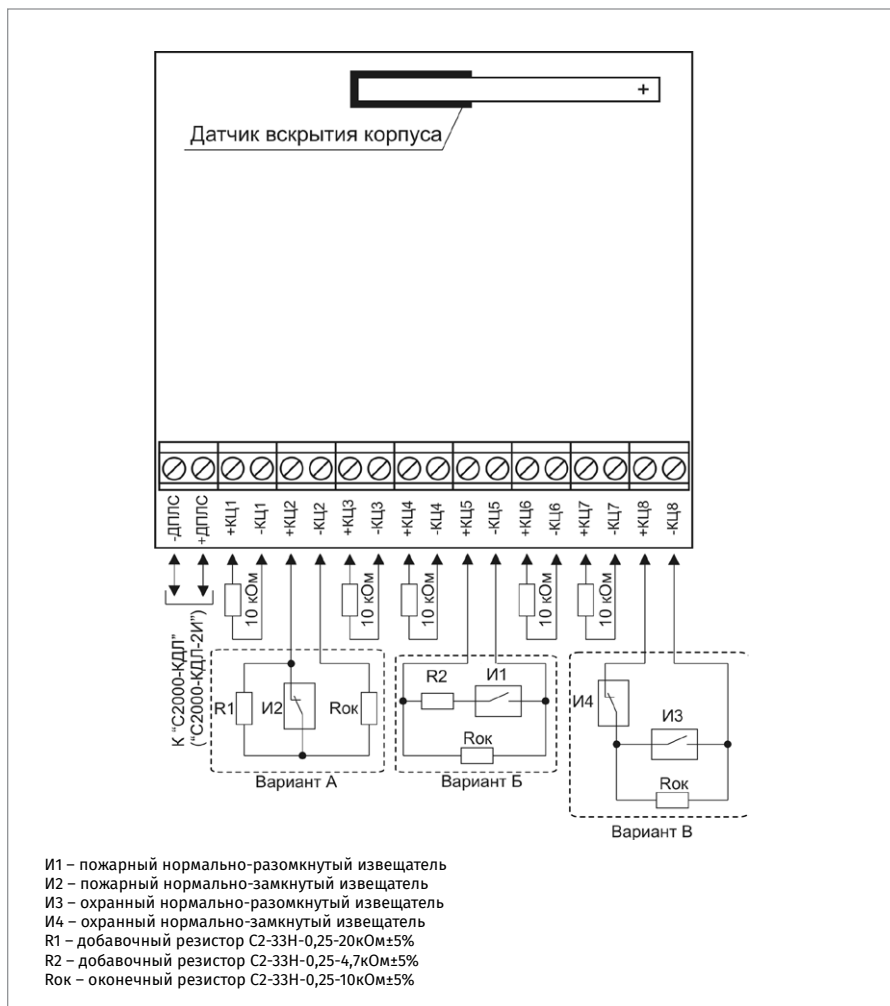 +
Датчик вскрытия корпуса
-ДПЛС
+ДПЛС
+КЦ1
-КЦ1
+КЦ2
-КЦ2
+КЦ3
-КЦ3
+КЦ4
-КЦ4
+КЦ5
-КЦ5
+КЦ6
-КЦ6
+КЦ7
-КЦ7
+КЦ8
-КЦ8
10 кОм
10 кОм
10 кОм
10 кОм
10 кОм
К "С2000-КДЛ"
("С2000-КДЛ-2И")
R1
И2
Rок
Вариант А
R2
И1
Rок
Вариант Б
И4
И3
Rок
Вариант В
И1 – пожарный нормально-разомкнутый извещатель
И2 – пожарный нормально-замкнутый извещатель
И3 – охранный нормально-разомкнутый извещатель
И4 – охранный нормально-замкнутый извещатель
R1 – добавочный резистор С2-33Н-0,25-20кОм±5%
R2 – добавочный резистор С2-33Н-0,25-4,7кОм±5%
Rок – оконечный резистор С2-33Н-0,25-10кОм±5%